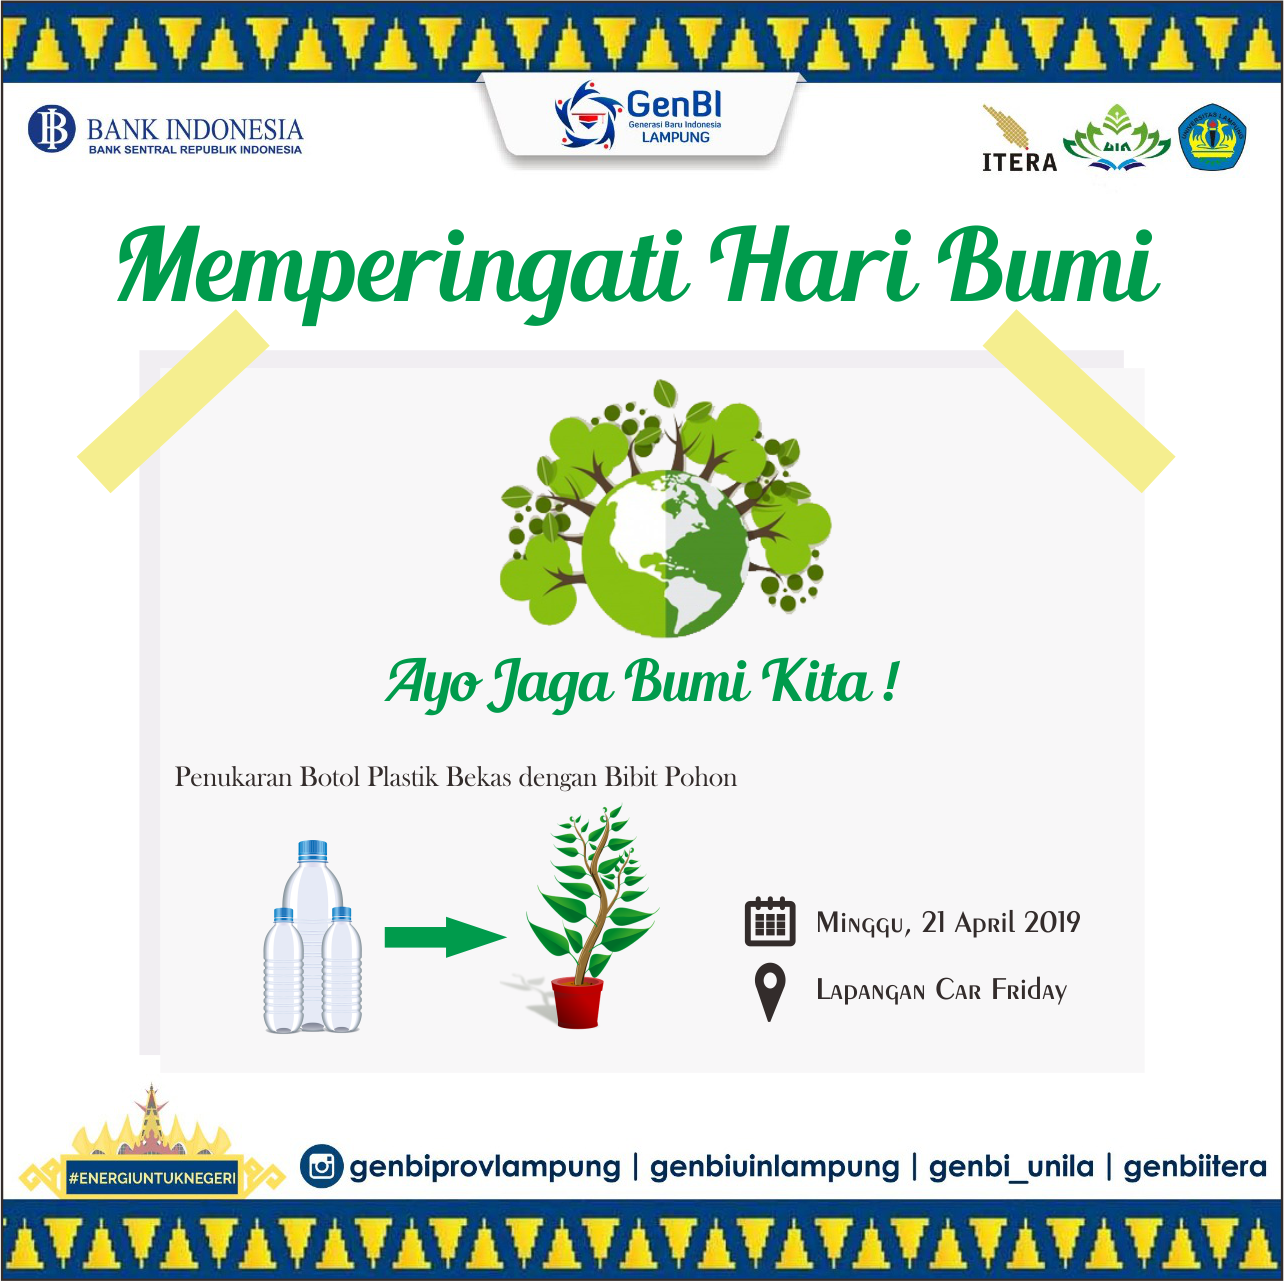 BANK INDONESIA
BANK SENTRAL REPUBLIK INDONESIA
GenBI
Generasi Baru Indonesia
LAMPUNG
ITERA
UNIVERSITAS LAMPUNG
Memperingati Hari Bumi
Ayo Jaga Bumi Kita !
Penukaran Botol Plastik Bekas dengan Bibit Pohon
Minggu, 21 April 2019
Lapangan Car Friday
#ENERGIUNTUKNEGERI
genbiprovlampung | genbiuinlampung | genbi_unila | genbiitera